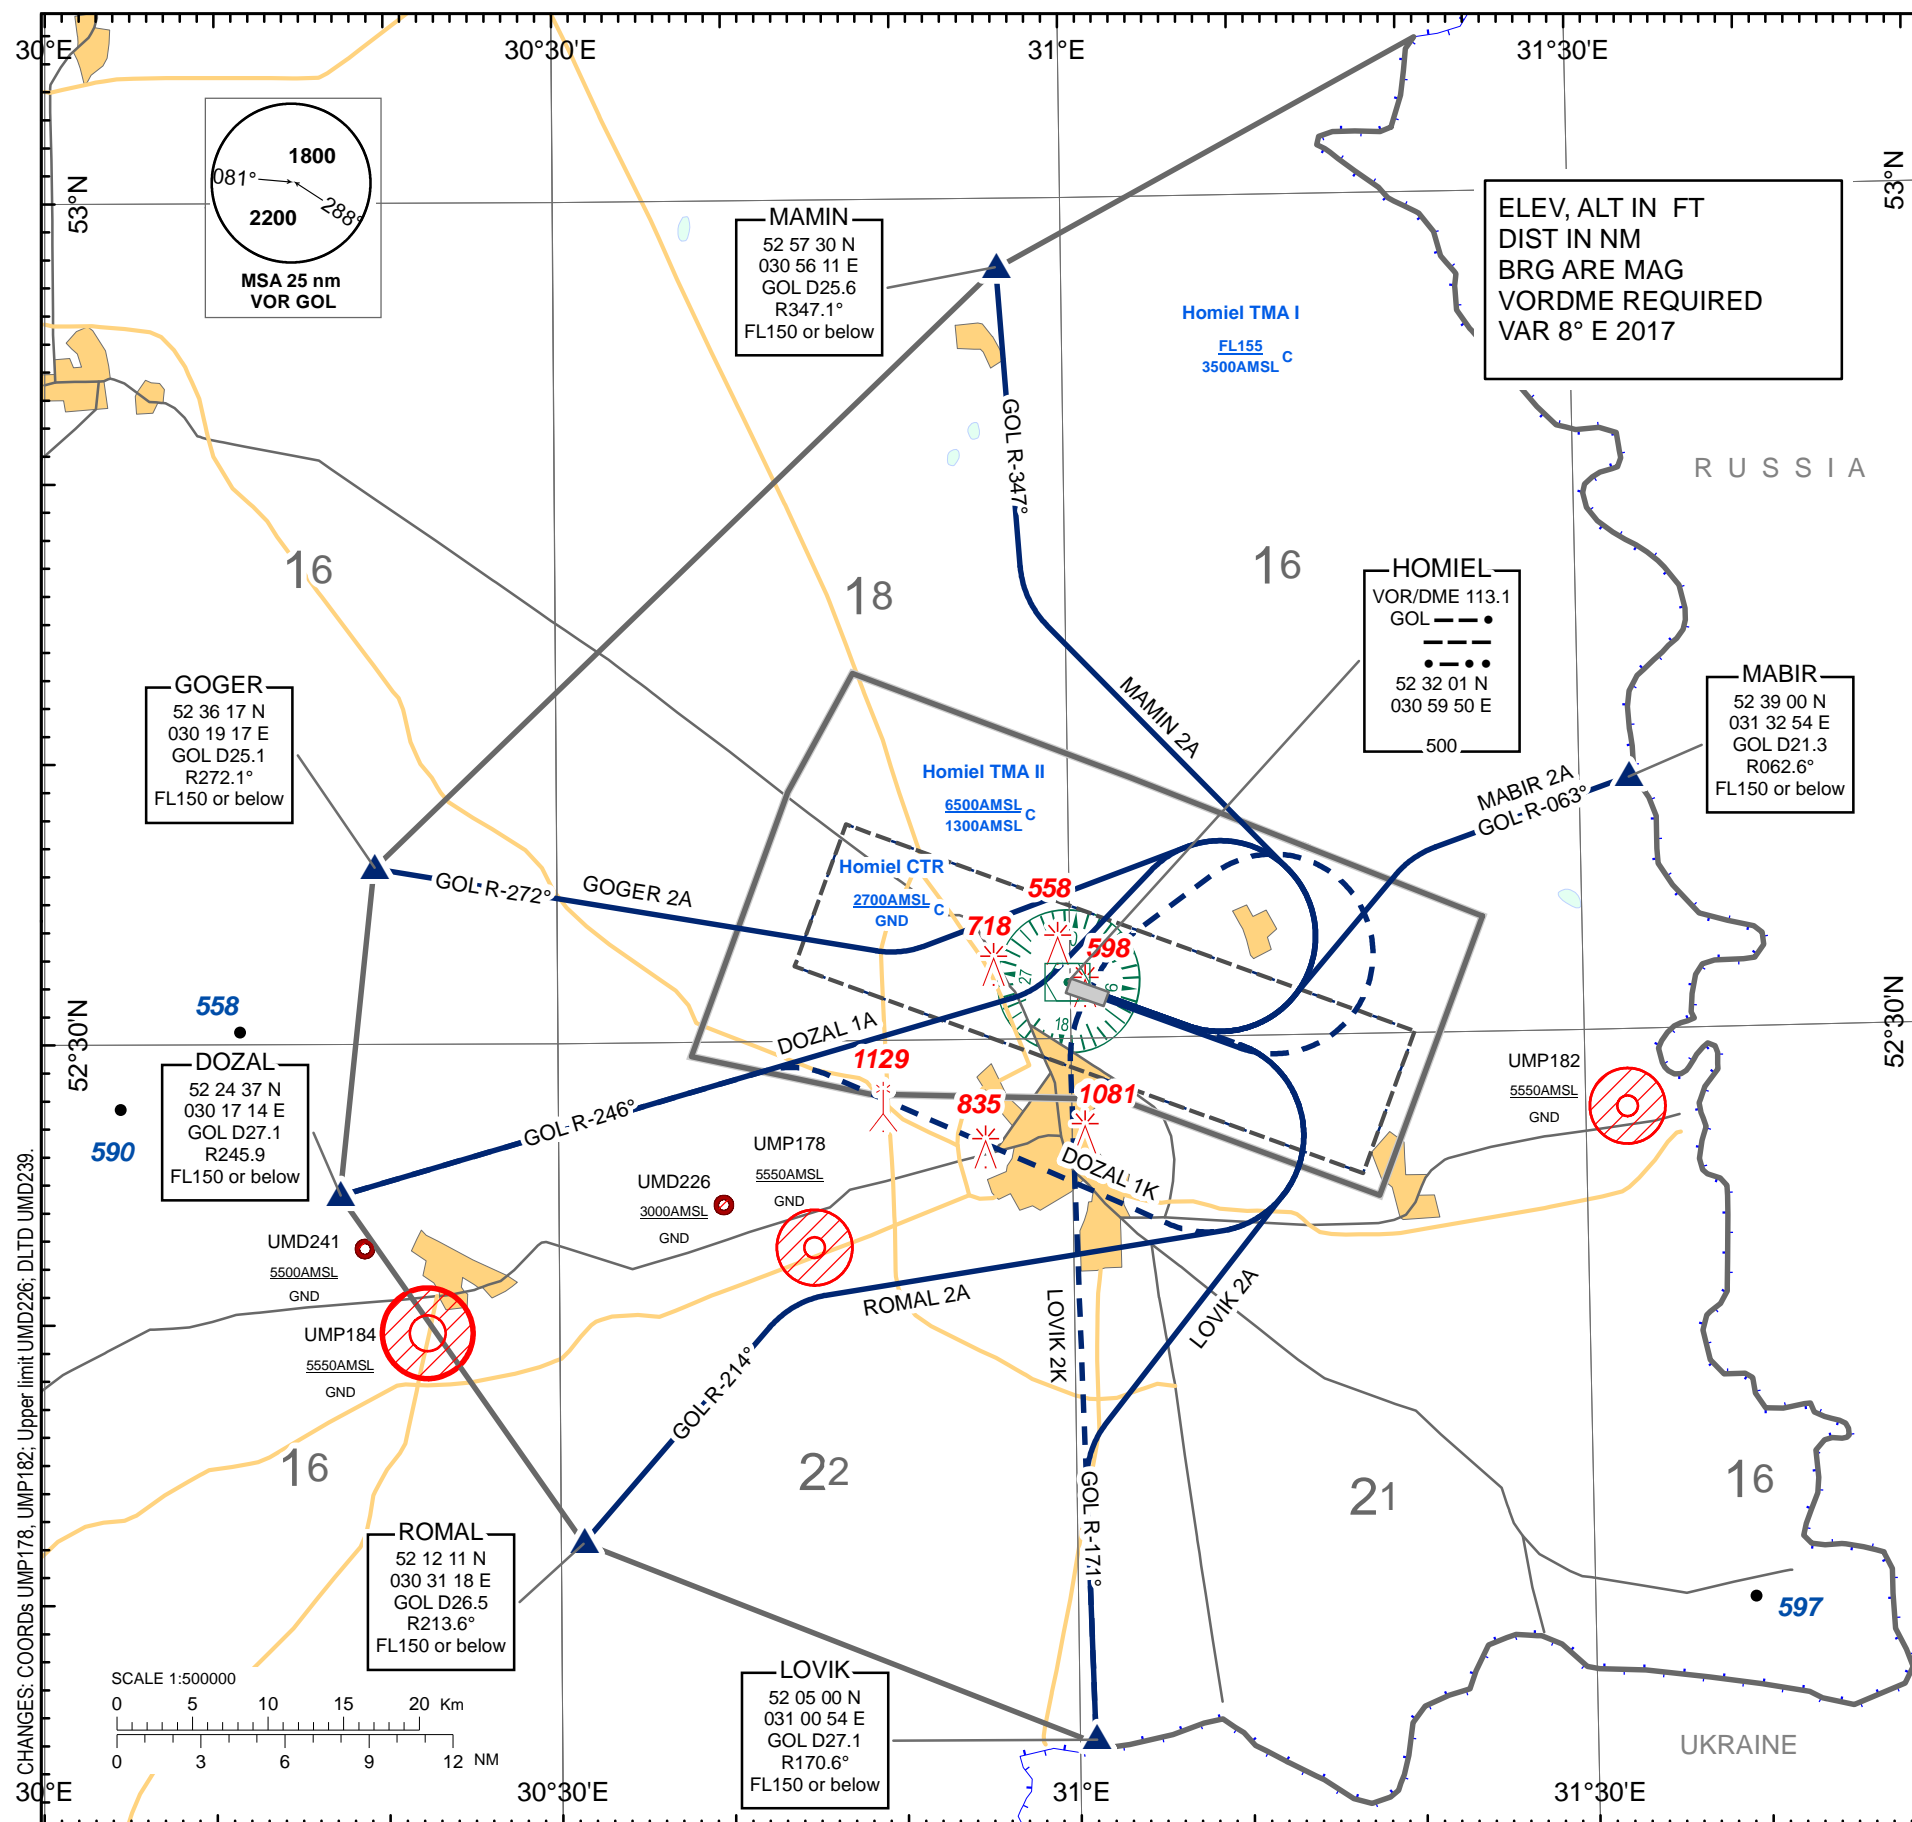 30°E
30°30'E
31°E
31°30'E
53°N
53°N
1800
081°
2200
288°
MSA 25 nm
VOR GOL
MAMIN
52 57 30 N
030 56 11 E
GOL D25.6
R347.1°
FL150 or below
Homiel TMA I
FL155
3500AMSL
C
ELEV, ALT IN FT
DIST IN NM
BRG ARE MAG
VORDME REQUIRED
VAR 8° E 2017
RUSSIA
GOL R-347°
16
18
16
HOMIEL
VOR/DME 113.1
GOL
52 32 01 N
030 59 50 E
500
GOGER
52 36 17 N
030 19 17 E
GOL D25.1
R272.1°
FL150 or below
MABIR
52 39 00 N
031 32 54 E
GOL D21.3
R062.6°
FL150 or below
MAMIN 2A
MABIR 2A
GOL R-063°
Homiel TMA II
6500AMSL
1300AMSL
C
Homiel CTR
2700AMSL
GND
C
GOL R-272°
GOGER 2A
558
718
598
27
18
9
0
52°30'N
52°30'N
558
590
DOZAL
52 24 37 N
030 17 14 E
GOL D27.1
R245.9
FL150 or below
DOZAL 1A
GOL R-246°
1129
835
1081
UMP182
5550AMSL
GND
UMP178
5550AMSL
GND
UMD226
3000AMSL
GND
DOZAL 1K
UMD241
5500AMSL
GND
UMP184
5550AMSL
GND
ROMAL 2A
LOVIK 2K
LOVIK 2A
GOL R-214°
GOL R-171°
16
22
21
16
ROMAL
52 12 11 N
030 31 18 E
GOL D26.5
R213.6°
FL150 or below
597
LOVIK
52 05 00 N
031 00 54 E
GOL D27.1
R170.6°
FL150 or below
UKRAINE
SCALE 1:500000
0 5 10 15 20 Km
0 3 6 9 12 NM
30°E
30°30'E
31°E
31°30'E
CHANGES: COORDs UMP178, UMP182; Upper limit UMD226; DLTD UMD239.